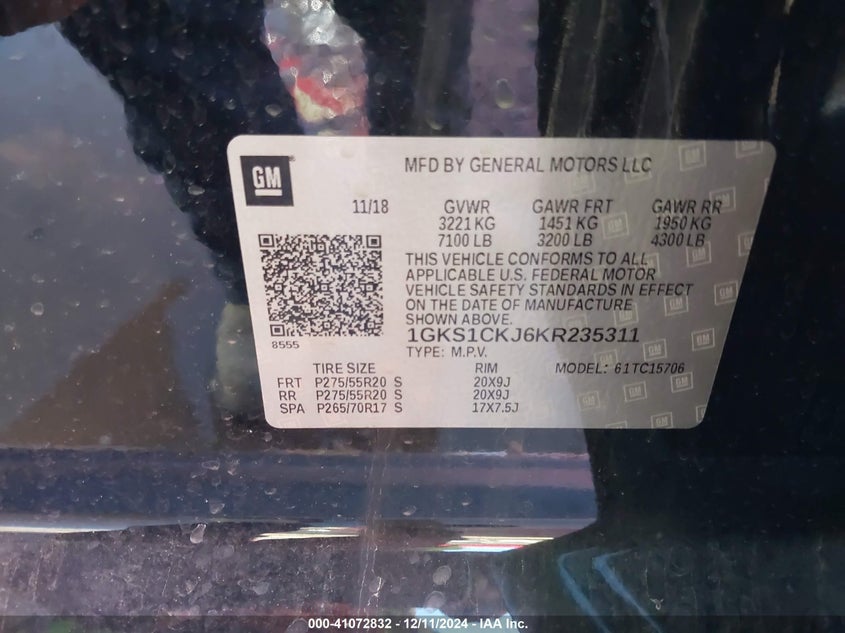 GM
MFD BY GENERAL MOTORS LLC
11/18 GVWR GAWR FRT GAWR RR
3221 KG 1451 KG 1950 KG
7100 LB 3200 LB 4300 LB
THIS VEHICLE CONFORMS TO ALL
APPLICABLE U.S. FEDERAL MOTOR
VEHICLE SAFETY STANDARDS IN EFFECT
ON THE DATE OF MANUFACTURE
SHOWN ABOVE.
8555
1GKS1CKJ6KR235311
TYPE: M.P.V.
TIRE SIZE RIM MODEL: 61TC15706
FRT P275/55R20 S 20X9J
RR P275/55R20 S 20X9J
SPA P265/70R17 S 17X7.5J
000-41072832 - 12/11/2024 - IAA Inc.